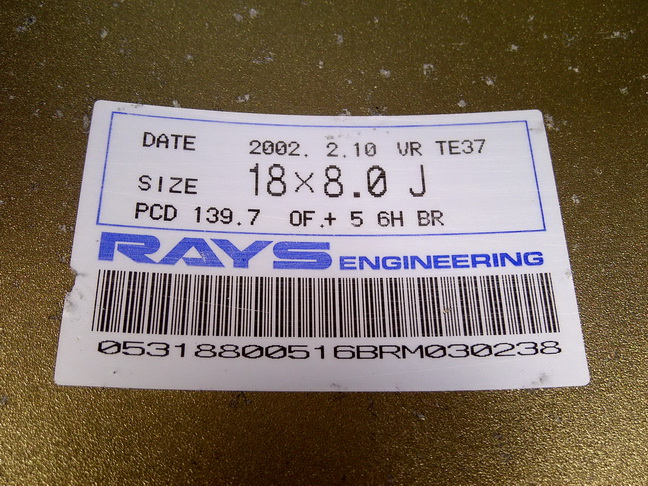 DATE 2002. 2.10 VR TE37
SIZE 18×8.0 J
PCD 139.7 OF.+ 5 6H BR
RAYS ENGINEERING
05318800516BRM030238